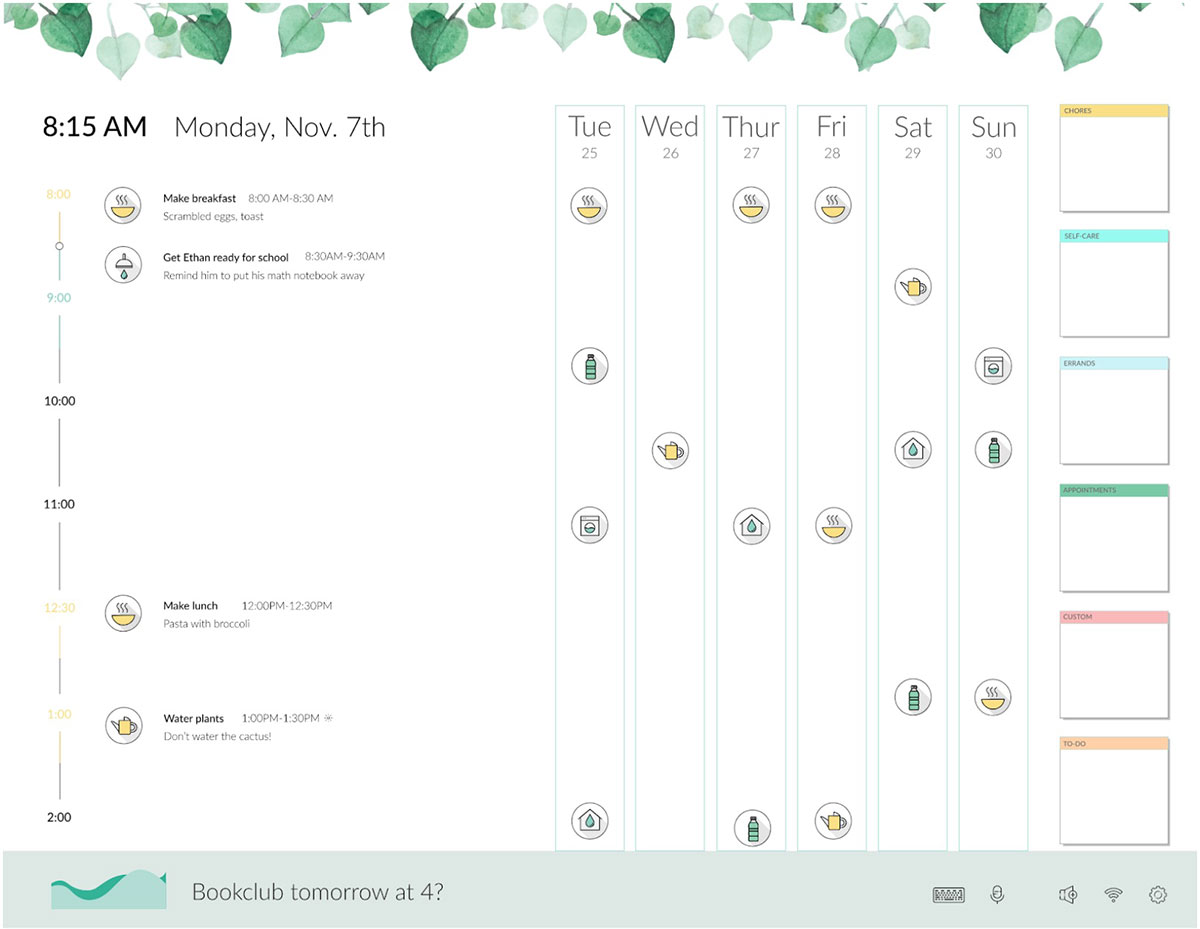 8:15 AM Monday, Nov. 7th
8:00
Make breakfast 8:00 AM-8:30 AM
Scrambled eggs, toast
Get Ethan ready for school 8:30AM-9:30AM
Remind him to put his math notebook away
9:00
10:00
11:00
12:30
Make lunch 12:00PM-12:30PM
Pasta with broccoli
1:00
Water plants 1:00PM-1:30PM
Don't water the cactus!
2:00
Tue
25
Wed
26
Thur
27
Fri
28
Sat
29
Sun
30
CHORES
SELF-CARE
ERRANDS
APPOINTMENTS
CUSTOM
TO-DO
Bookclub tomorrow at 4?